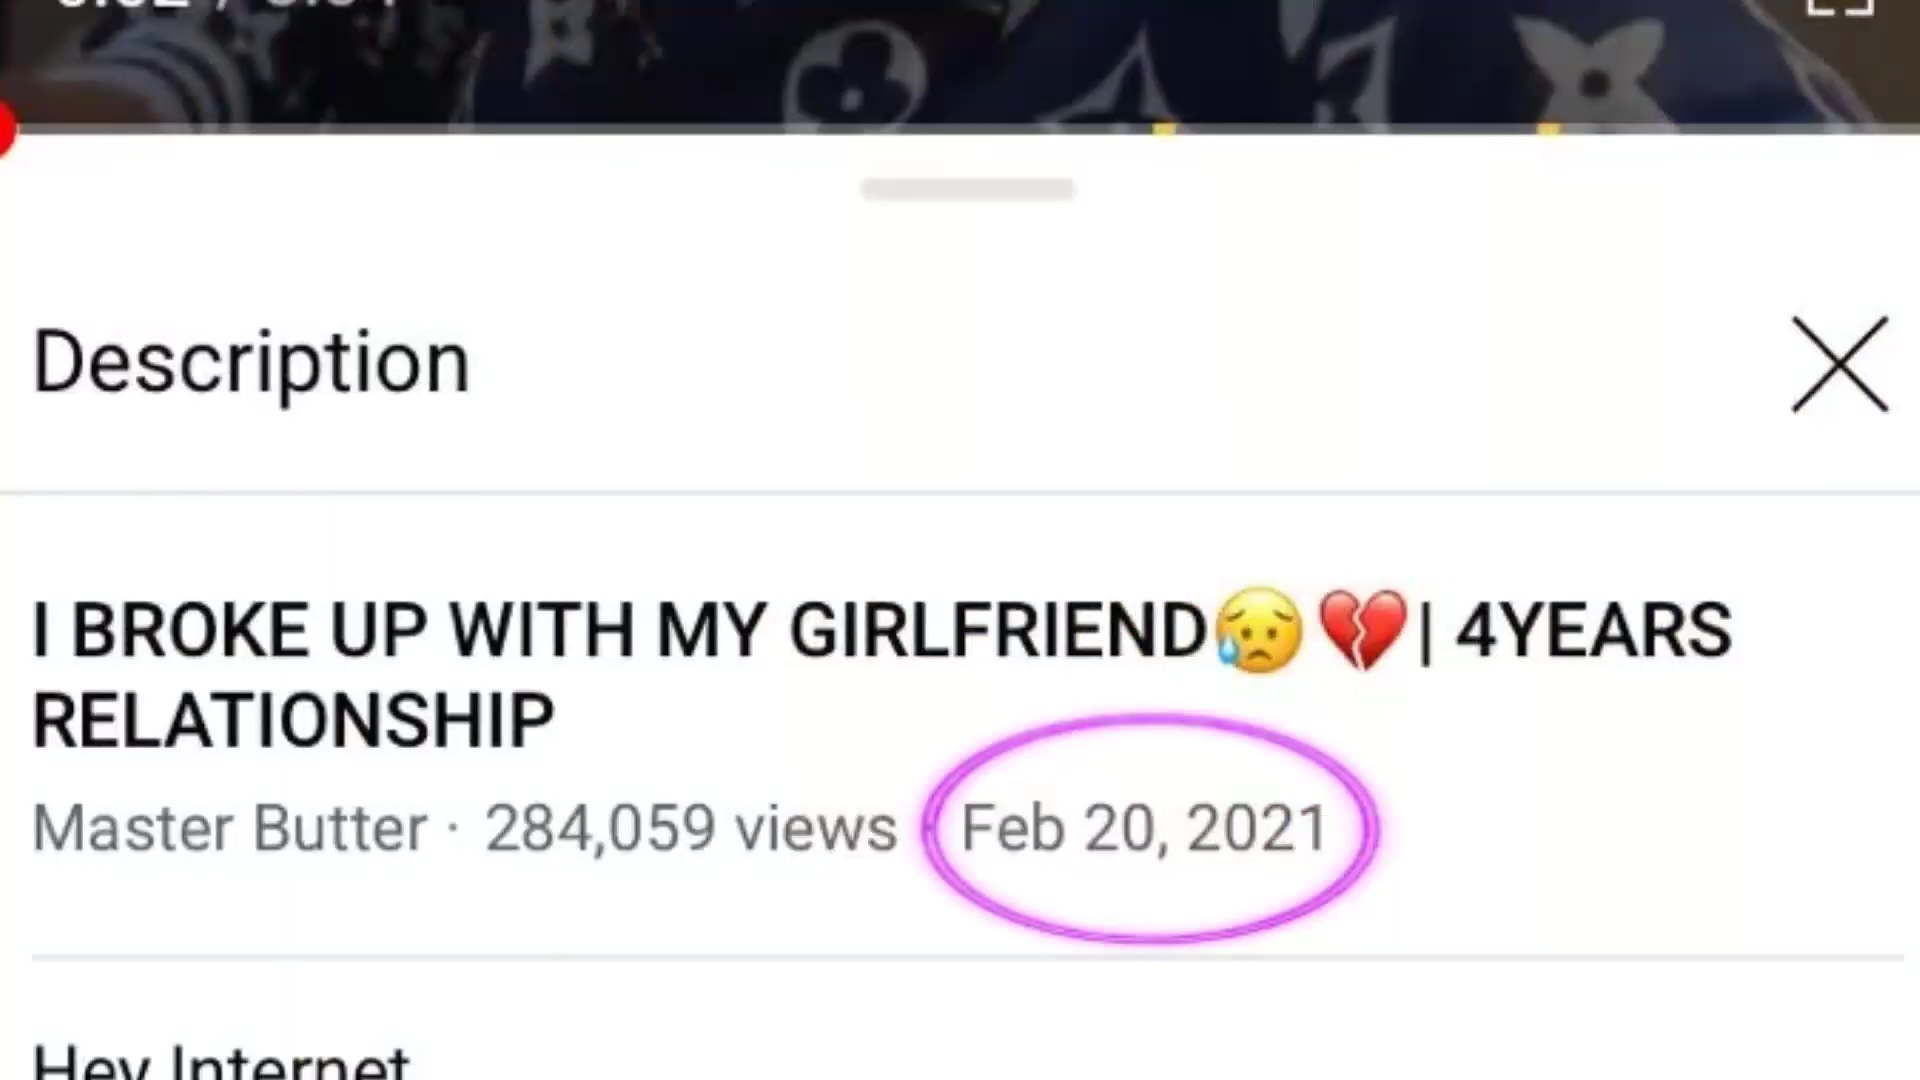 Description
I BROKE UP WITH MY GIRLFRIEND😥💔| 4YEARS
RELATIONSHIP
Master Butter · 284,059 views · Feb 20, 2021
Hey Internet